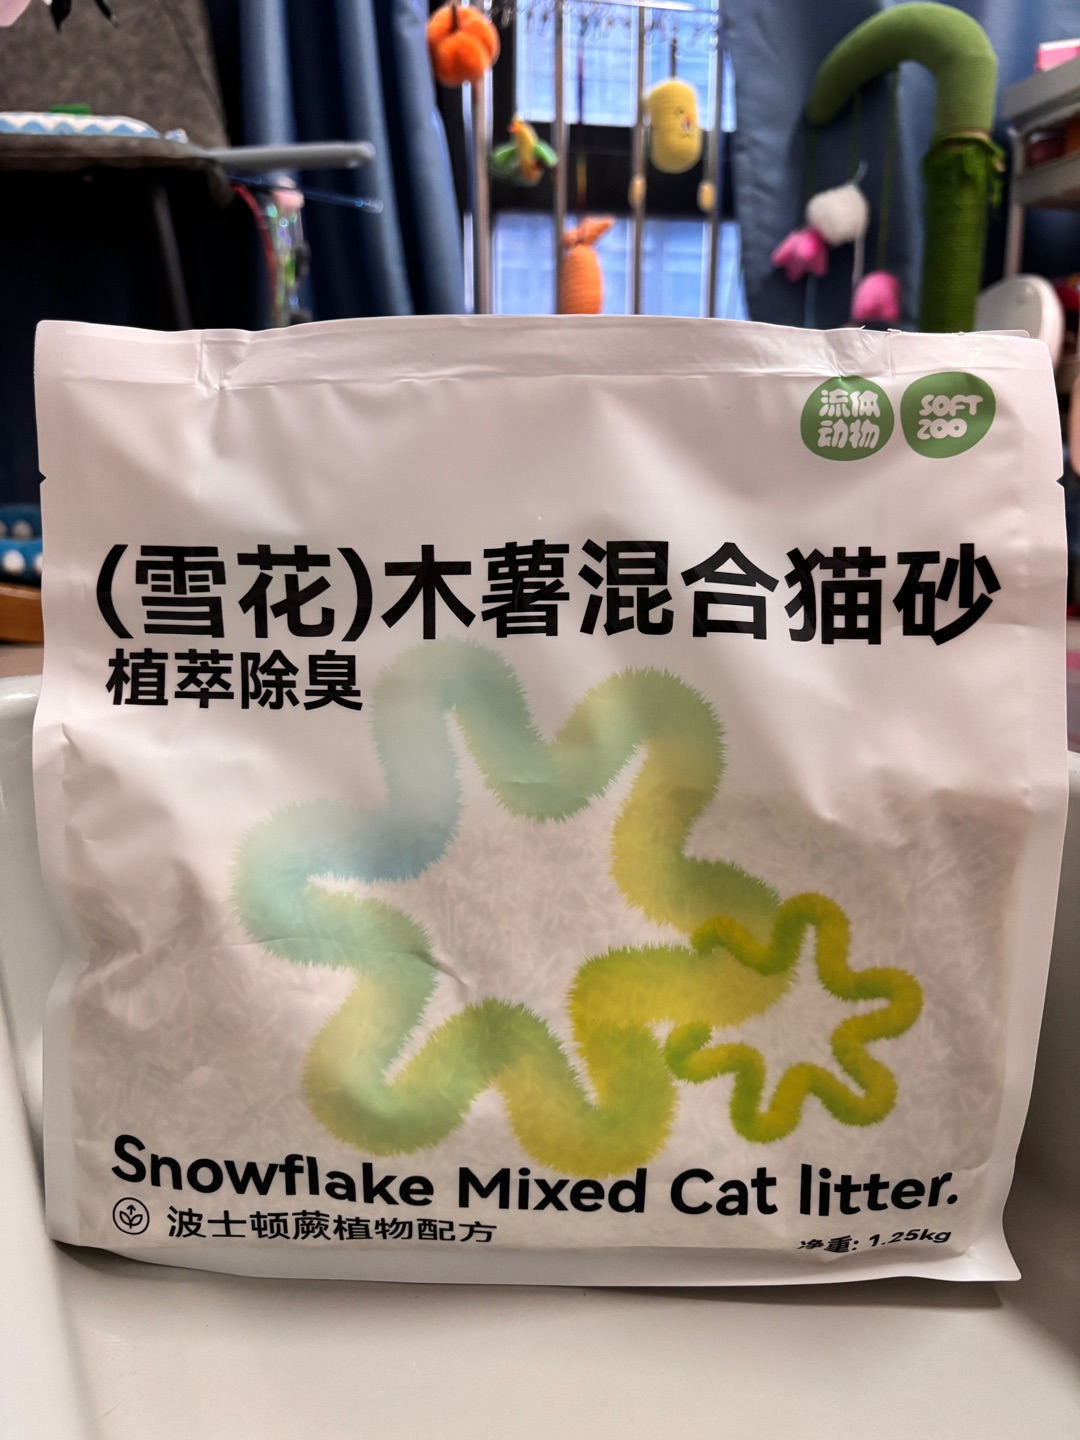 流体
动物
SOFT
ZOO
(雪花)木薯混合猫砂
植萃除臭
Snowflake Mixed Cat litter.
波士顿蕨植物配方
净重: 1.25kg